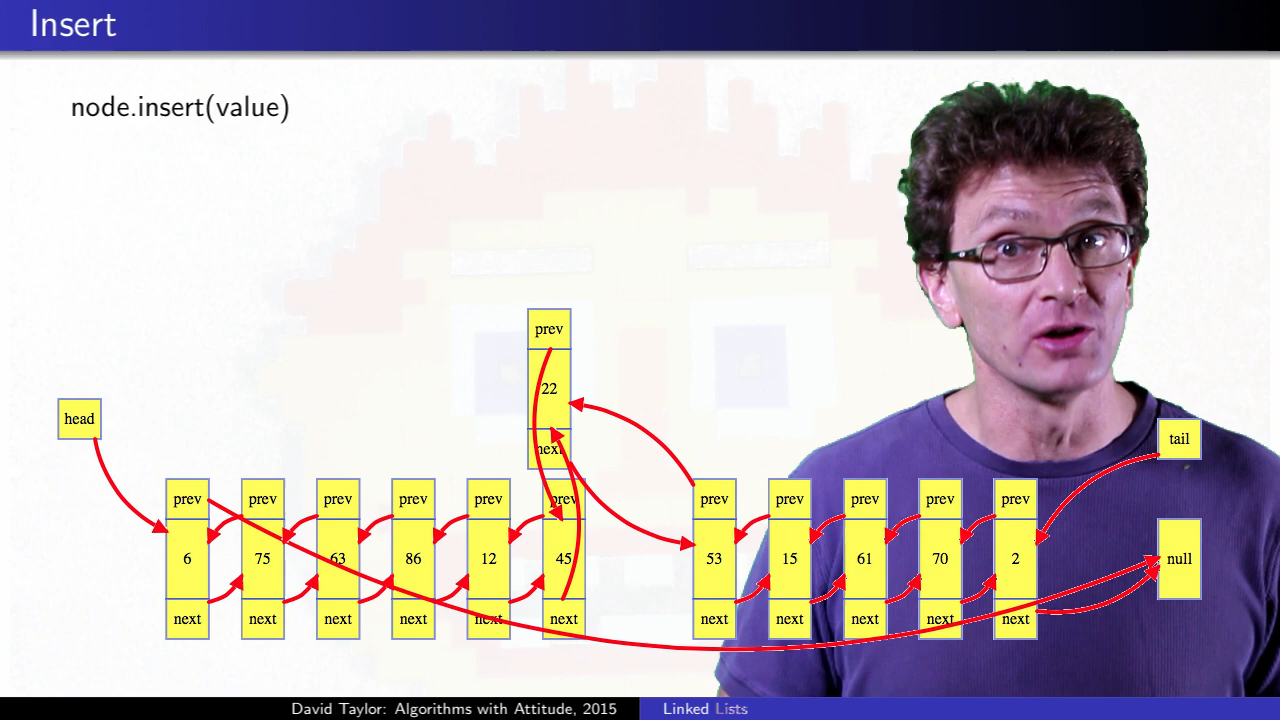 Insert
node.insert(value)
prev
22
next
head
tail
prev prev prev prev prev prev prev prev prev prev prev
6 75 63 86 12 45 53 15 61 70 2 null
next next next next next next next next next next next
David Taylor: Algorithms with Attitude, 2015 Linked Lists